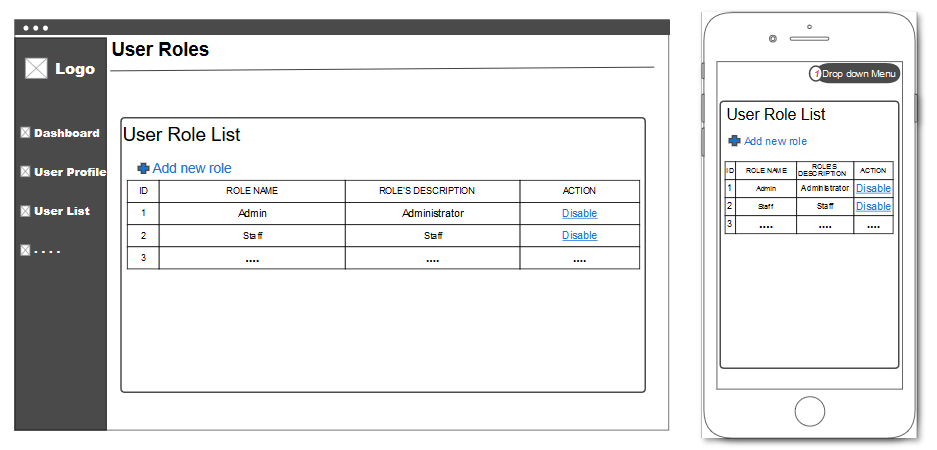 User Roles
Logo
Dashboard
User Profile
User List
. . . .
User Role List
Add new role
ID ROLE NAME ROLE'S DESCRIPTION ACTION
1 Admin Administrator Disable
2 Staff Staff Disable
3 .... .... ....
1 Drop down Menu
User Role List
Add new role
ID ROLE NAME ROLE'S DESCRIPTION ACTION
1 Admin Administrator Disable
2 Staff Staff Disable
3 .... .... ....